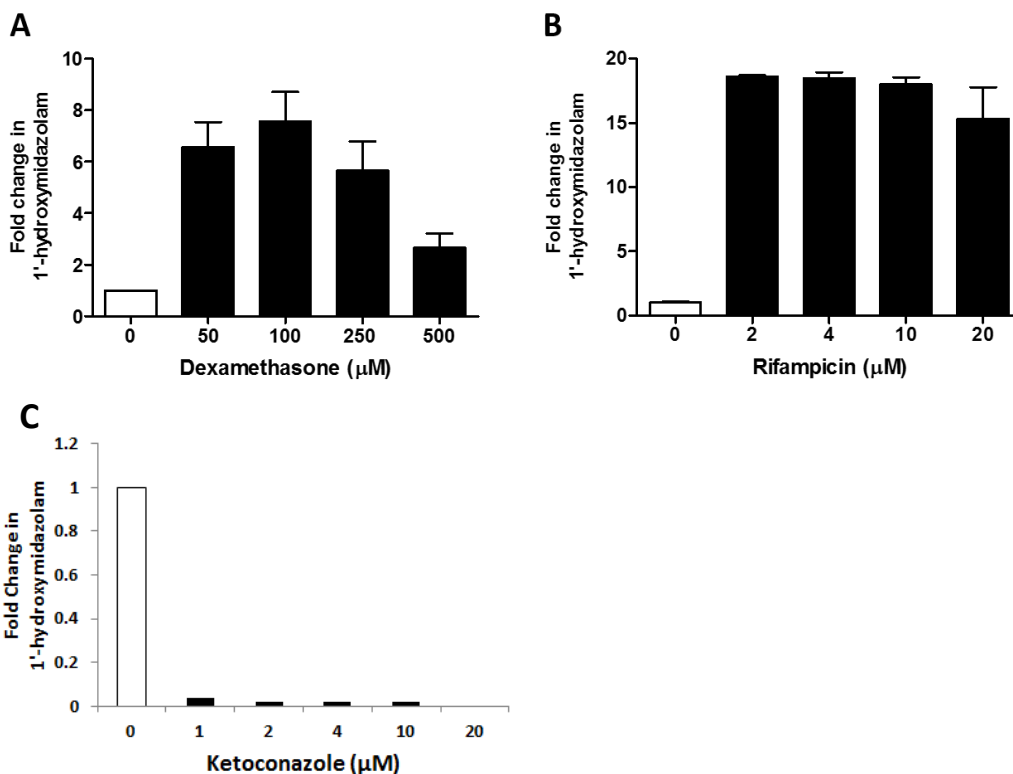 A
Fold change in
1'-hydroxymidazolam
10
8
6
4
2
0
0 50 100 250 500
Dexamethasone (μM)
B
Fold change in
1'-hydroxymidazolam
20
15
10
5
0
0 2 4 10 20
Rifampicin (μM)
C
Fold Change in
1'-hydroxymidazolam
1.2
1
0.8
0.6
0.4
0.2
0
0 1 2 4 10 20
Ketoconazole (μM)